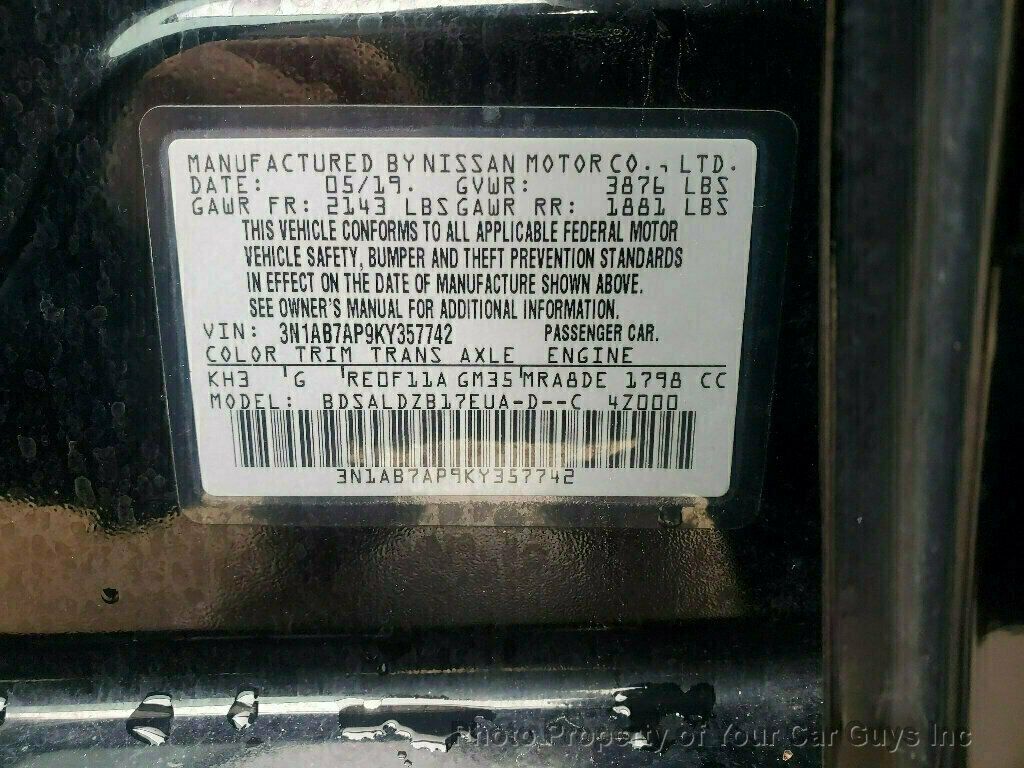 MANUFACTURED BY NISSAN MOTOR CO., LTD.
DATE: 05/19. GVWR: 3876 LBS
GAWR FR: 2143 LBS GAWR RR: 1881 LBS
THIS VEHICLE CONFORMS TO ALL APPLICABLE FEDERAL MOTOR
VEHICLE SAFETY, BUMPER AND THEFT PREVENTION STANDARDS
IN EFFECT ON THE DATE OF MANUFACTURE SHOWN ABOVE.
SEE OWNER'S MANUAL FOR ADDITIONAL INFORMATION.
VIN: 3N1AB7AP9KY357742 PASSENGER CAR.
COLOR TRIM TRANS AXLE ENGINE
KH3 G RE0F11A GM35 MRA8DE 1798 CC
MODEL: BDSALDZB17EUA-D--C 4Z000
3N1AB7AP9KY357742
Photo Property of Your Car Guys Inc